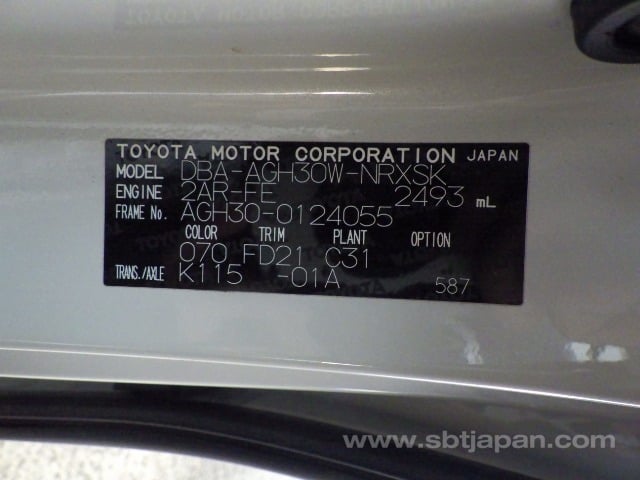 TOYOTA MOTOR CORPORATION JAPAN
MODEL DBA-AGH30W-NRXSK
ENGINE 2AR-FE 2493 mL
FRAME No. AGH30-0124055
COLOR TRIM PLANT OPTION
070 FD21 C31
TRANS./AXLE K115 -01A
587
www.sbtjapan.com